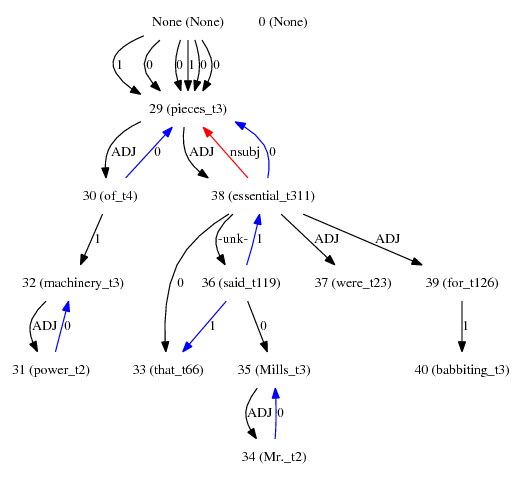 None (None) 0 (None)
1 0 0 1 0 0
29 (pieces_t3)
ADJ 0 ADJ nsubj 0
30 (of_t4) 38 (essential_t311)
1 0 -unk- 1 ADJ ADJ
32 (machinery_t3) 36 (said_t119) 37 (were_t23) 39 (for_t126)
ADJ 0 1 0 1
31 (power_t2) 33 (that_t66) 35 (Mills_t3) 40 (babbiting_t3)
ADJ 0
34 (Mr._t2)